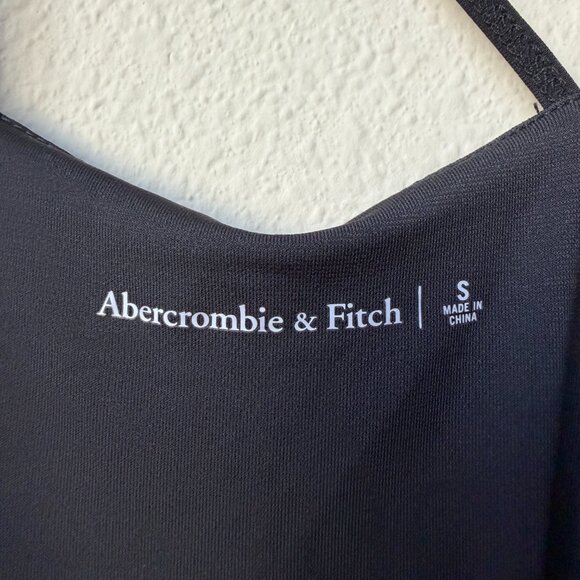 Abercrombie & Fitch | S
MADE IN
CHINA